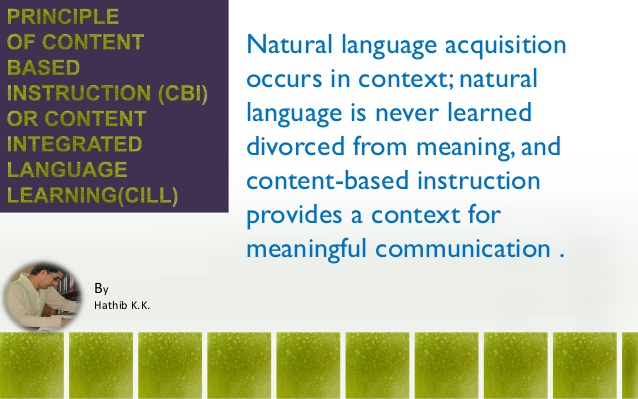 PRINCIPLE
OF CONTENT
BASED
INSTRUCTION (CBI)
OR CONTENT
INTEGRATED
LANGUAGE
LEARNING(CILL)
Natural language acquisition
occurs in context; natural
language is never learned
divorced from meaning, and
content-based instruction
provides a context for
meaningful communication .
By
Hathib K.K.